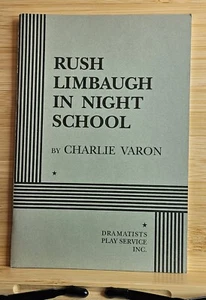 RUSH
LIMBAUGH
IN NIGHT
SCHOOL
BY CHARLIE VARON
DRAMATISTS
PLAY SERVICE
INC.